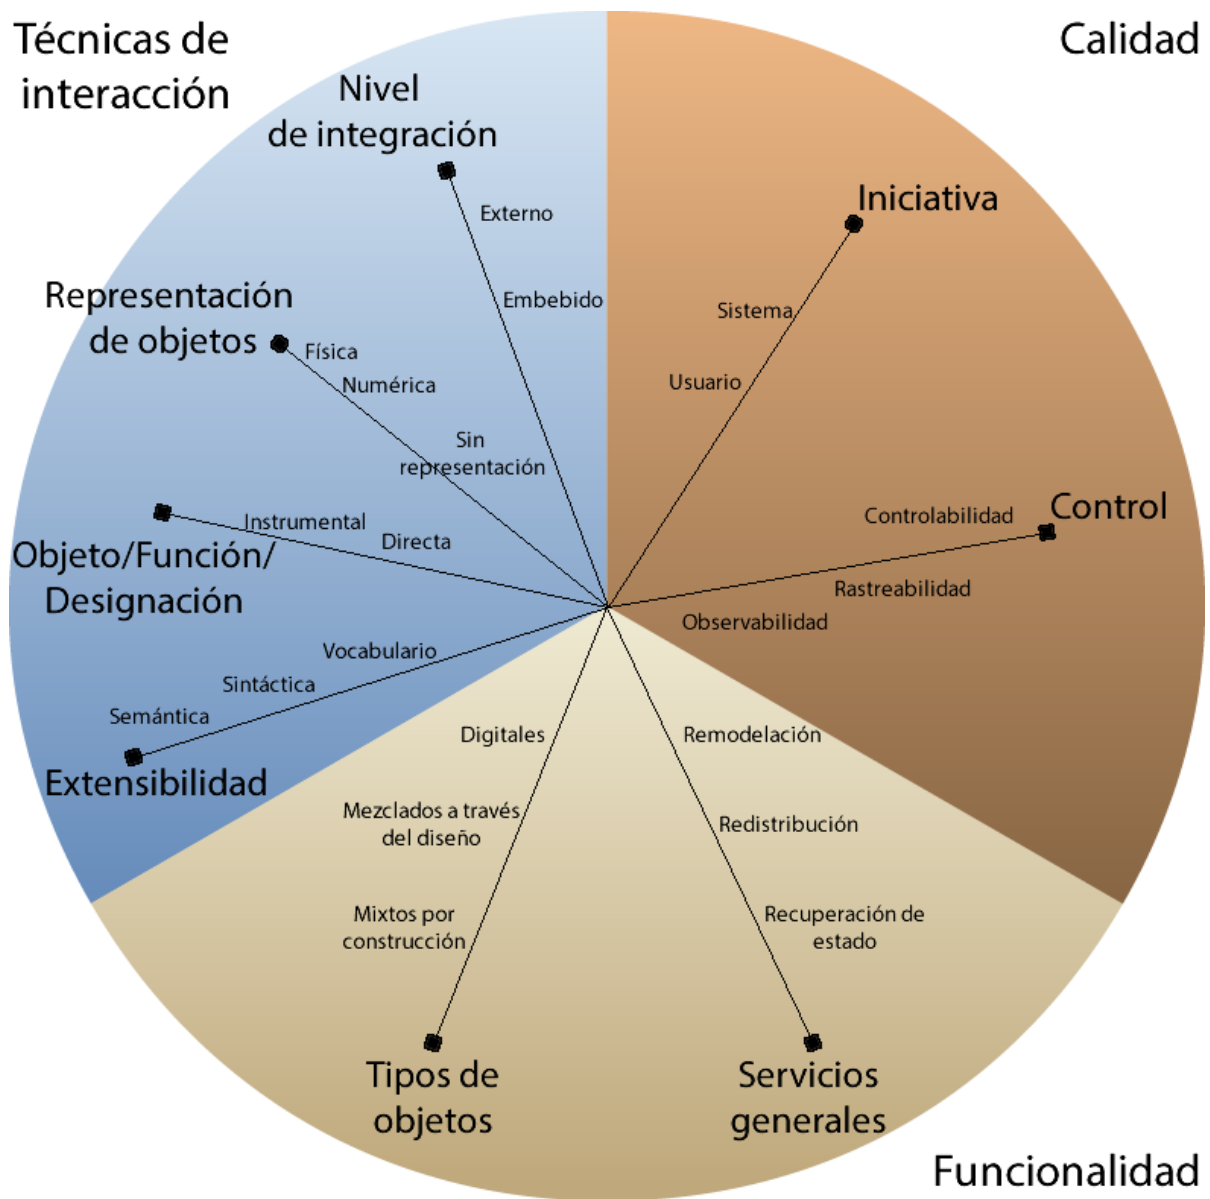 Técnicas de
interacción
Calidad
Nivel
de integración
Externo
Embebido
Representación
de objetos
Física
Numérica
Sin
representación
Instrumental
Directa
Objeto/Función/
Designación
Vocabulario
Sintáctica
Semántica
Extensibilidad
Iniciativa
Sistema
Usuario
Control
Controlabilidad
Rastreabilidad
Observabilidad
Digitales
Mezclados a través
del diseño
Mixtos por
construcción
Tipos de
objetos
Remodelación
Redistribución
Recuperación de
estado
Servicios
generales
Funcionalidad